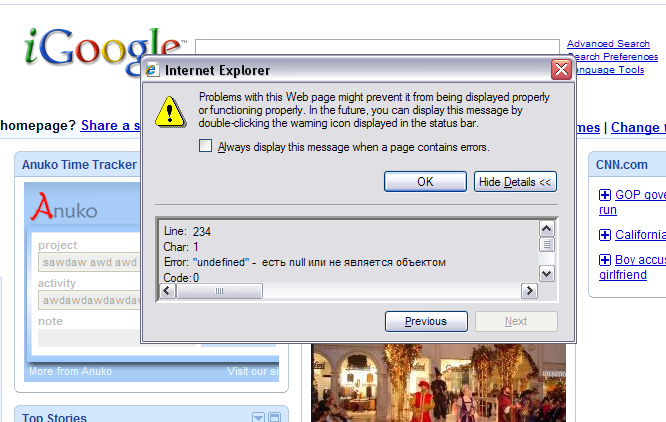 iGoogle™
Advanced Search
Search Preferences
Language Tools
Internet Explorer
Problems with this Web page might prevent it from being displayed properly
or functioning properly. In the future, you can display this message by
double-clicking the warning icon displayed in the status bar.
Always display this message when a page contains errors.
OK
Hide Details <<
Line: 234
Char: 1
Error: "undefined" - есть null или не является объектом
Code:0
Previous
Next
homepage? Share a s
mes | Change t
Anuko Time Tracker
Anuko
project
sawdaw awd awd
activity
awdawdawdawdaw
note
More from Anuko
Visit our si
Top Stories
CNN.com
GOP gove
run
California
Boy accus
girlfriend